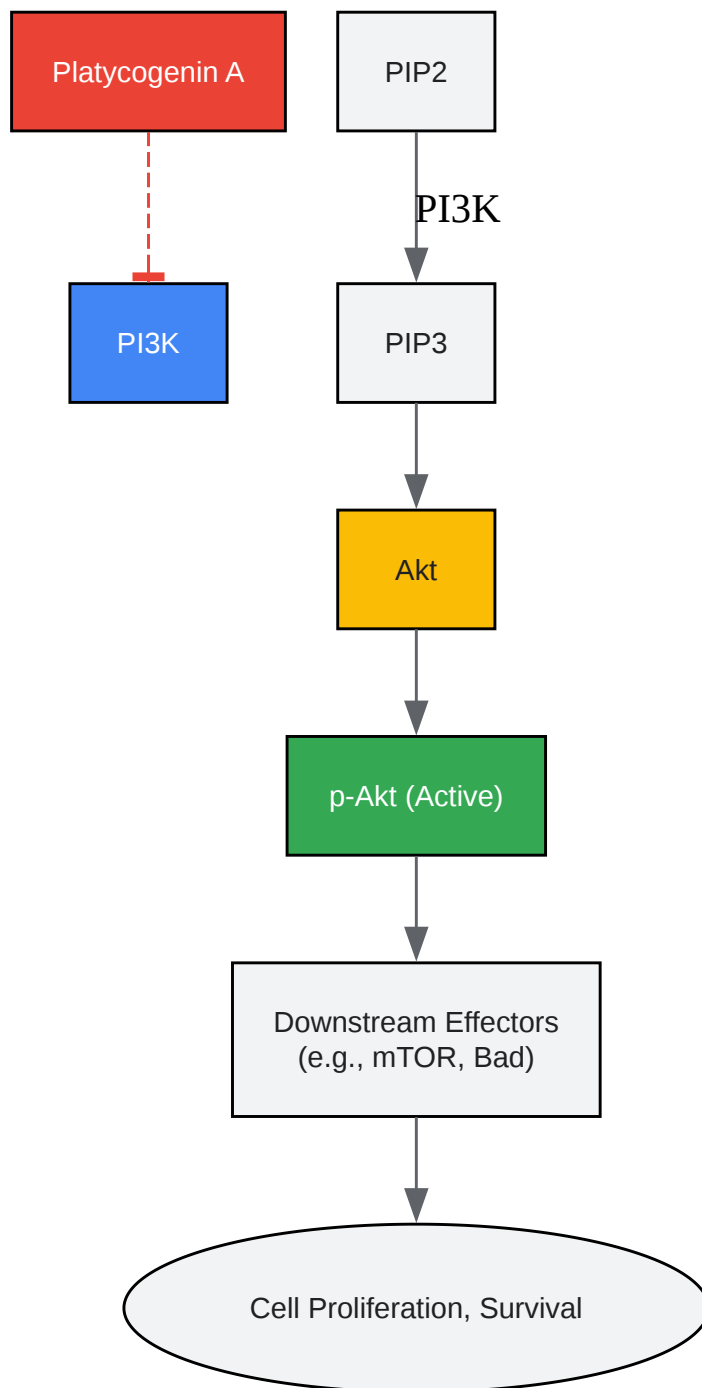 Platycogenin A
PIP2
PI3K
PI3K
PIP3
Akt
p-Akt (Active)
Downstream Effectors
(e.g., mTOR, Bad)
Cell Proliferation, Survival